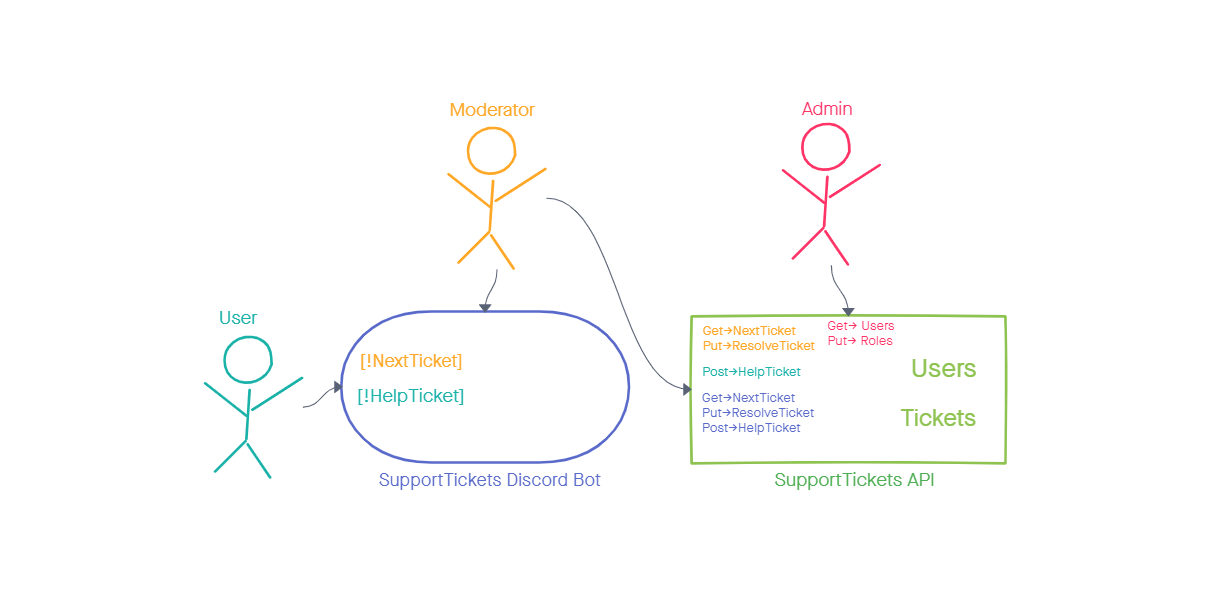 Moderator
Admin
User
[!NextTicket]
[!HelpTicket]
SupportTickets Discord Bot
Get→NextTicket
Put→ResolveTicket
Get→ Users
Put→ Roles
Post→HelpTicket
Get→NextTicket
Put→ResolveTicket
Post→HelpTicket
Users
Tickets
SupportTickets API